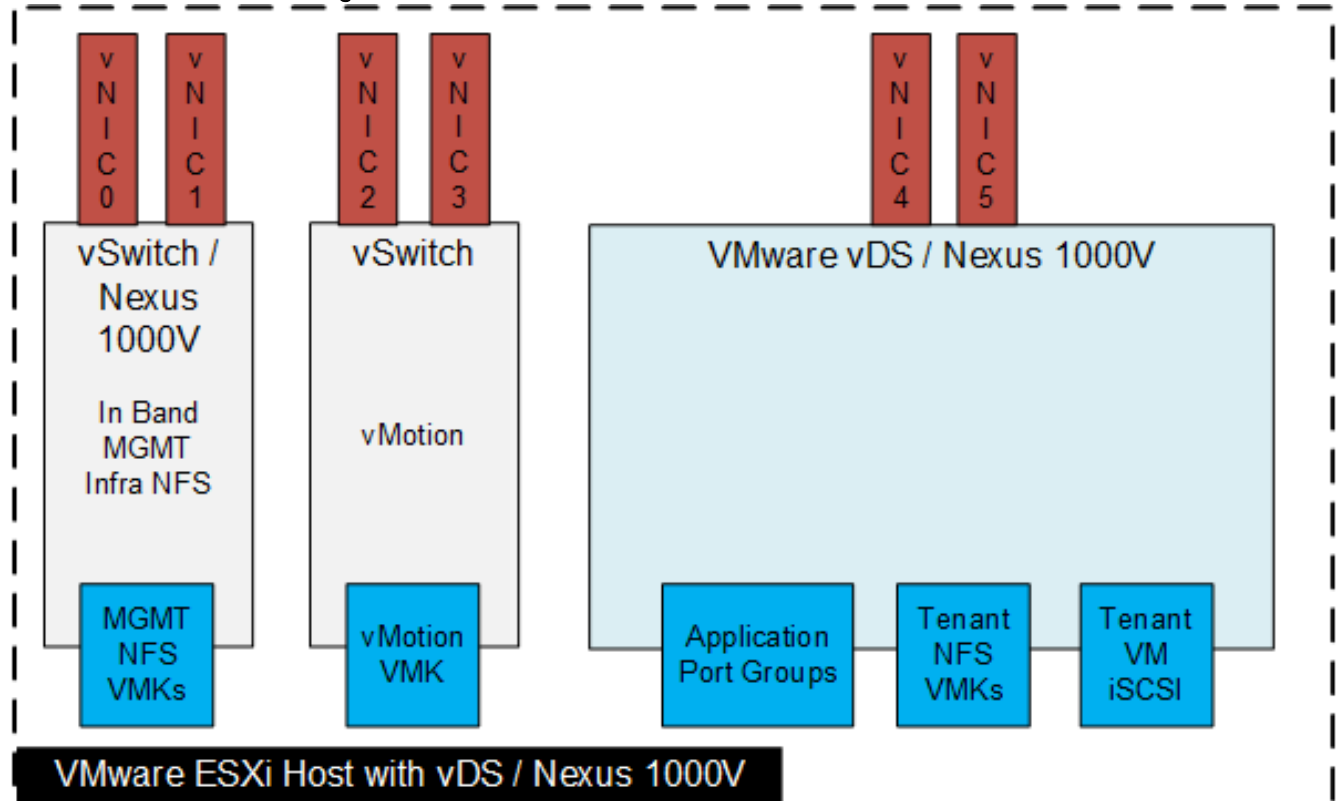 v
N
I
C
0
v
N
I
C
1
v
N
I
C
2
v
N
I
C
3
v
N
I
C
4
v
N
I
C
5
vSwitch /
Nexus
1000V
In Band
MGMT
Infra NFS
MGMT
NFS
VMKs
vSwitch
vMotion
vMotion
VMK
VMware vDS / Nexus 1000V
Application
Port Groups
Tenant
NFS
VMKs
Tenant
VM
iSCSI
VMware ESXi Host with vDS / Nexus 1000V